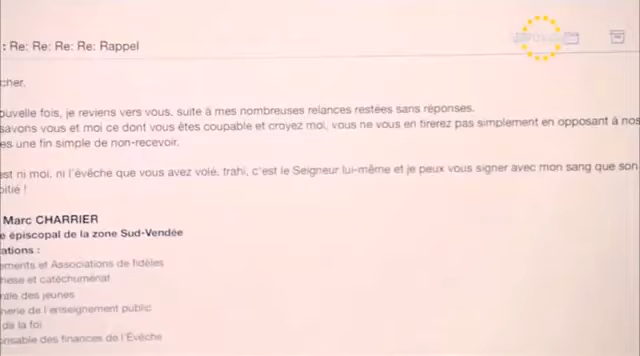 : Re: Re: Re: Re: Rappel
cher,
ouvelle fois, je reviens vers vous, suite à mes nombreuses relances restées sans réponses.
savons vous et moi ce dont vous êtes coupable et croyez moi, vous ne vous en tirerez pas simplement en opposant à nos
es une fin simple de non-recevoir.
est ni moi, ni l'évêche que vous avez volé, trahi, c'est le Seigneur lui-même et je peux vous signer avec mon sang que son
pitié !
Marc CHARRIER
e épiscopal de la zone Sud-Vendée
ations :
ements et Associations de fidèles
hèse et catéchuménat
rale des jeunes
nerie de l'enseignement public
de la foi
onsable des finances de l'Évêche